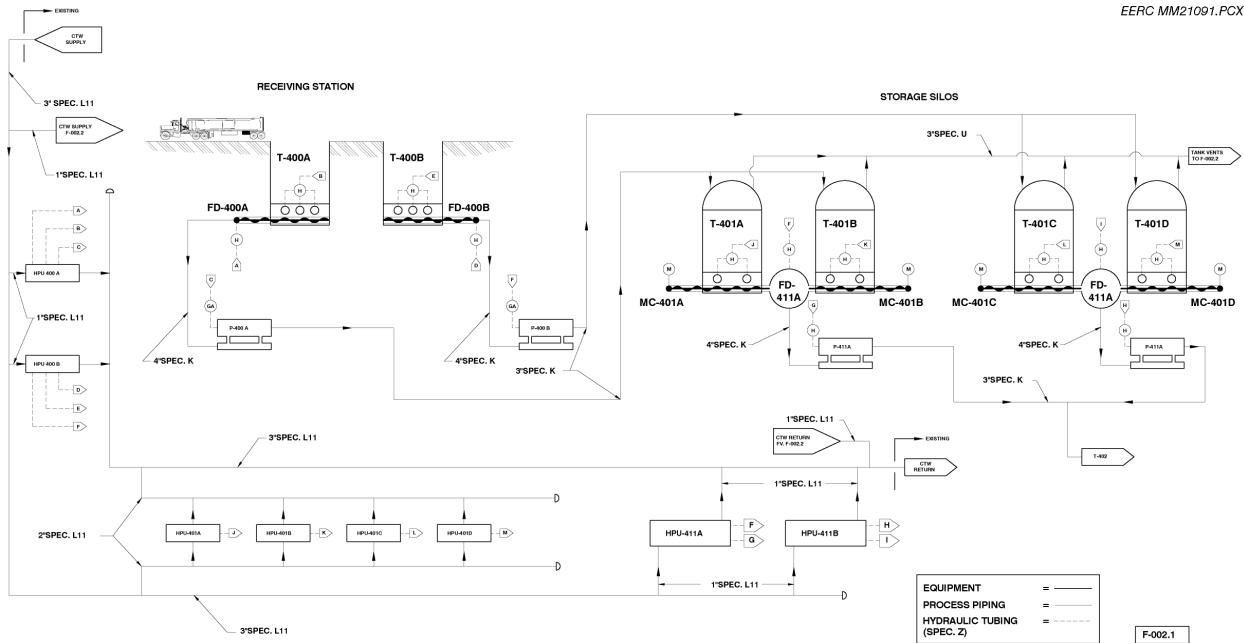 EERC MM21091.PCX
EXISTING
CTW
SUPPLY
3" SPEC. L11
CTW SUPPLY
F-002.2
1"SPEC. L11
RECEIVING STATION
STORAGE SILOS
3"SPEC. U
TANK VENTS
TO F-002.2
T-400A
T-400B
B
H
E
H
FD-400A
FD-400B
H
A
H
D
A
B
C
HPU 400 A
1"SPEC. L11
HPU 400 B
D
E
F
C
GA
P-400 A
4"SPEC. K
F
GA
P-400 B
4"SPEC. K
3"SPEC. K
T-401A
T-401B
T-401C
T-401D
F
H
I
H
J
H
K
H
L
H
M
H
M
M
M
M
MC-401A
FD-
411A
MC-401B
MC-401C
FD-
411A
MC-401D
G
H
P-411A
4"SPEC. K
H
H
P-411A
4"SPEC. K
3"SPEC. K
T-402
3"SPEC. L11
1"SPEC. L11
CTW RETURN
FV. F-002.2
EXISTING
CTW
RETURN
1"SPEC. L11
2"SPEC. L11
HPU-401A
J
HPU-401B
K
HPU-401C
L
HPU-401D
M
HPU-411A
F
G
HPU-411B
H
I
1"SPEC. L11
3"SPEC. L11
EQUIPMENT =
PROCESS PIPING =
HYDRAULIC TUBING =
(SPEC. Z)
F-002.1